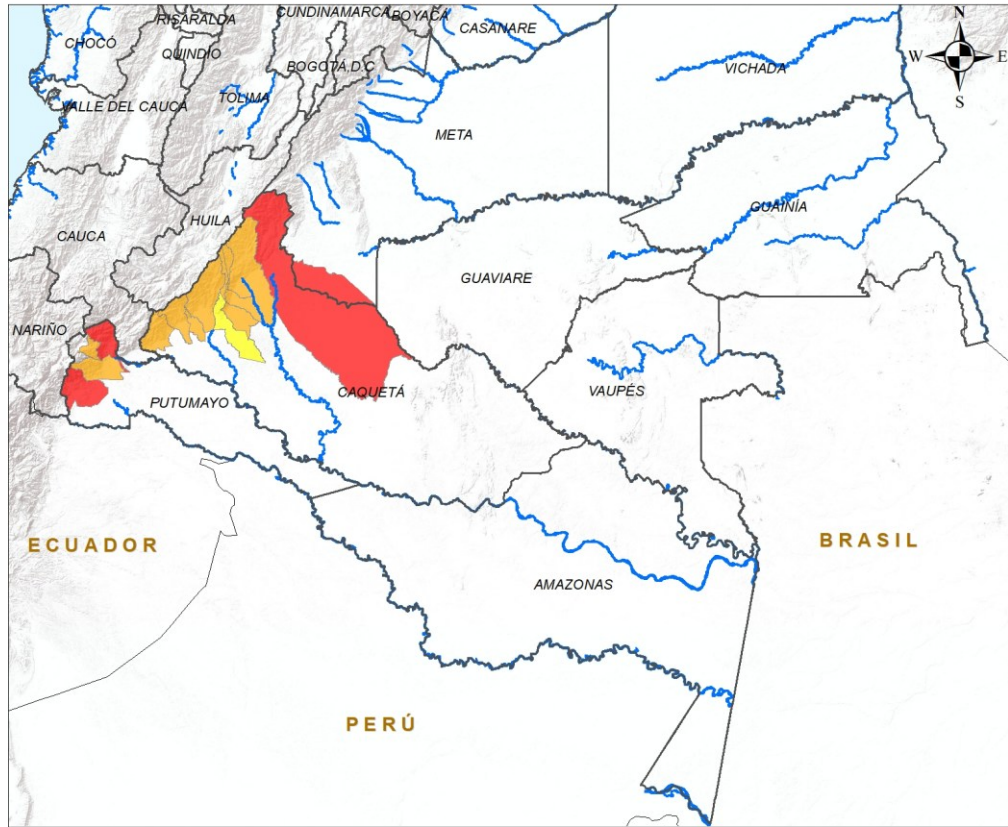 CUNDINAMARCA
BOYACÁ
N
RISARALDA
CASANARE
CHOCÓ
QUINDÍO
W
E
BOGOTÁ D.C
VICHADA
TOLIMA
VALLE DEL CAUCA
S
META
GUAINÍA
HUILA
CAUCA
GUAVIARE
NARIÑO
CAQUETÁ
VAUPÉS
PUTUMAYO
ECUADOR
BRASIL
AMAZONAS
PERÚ